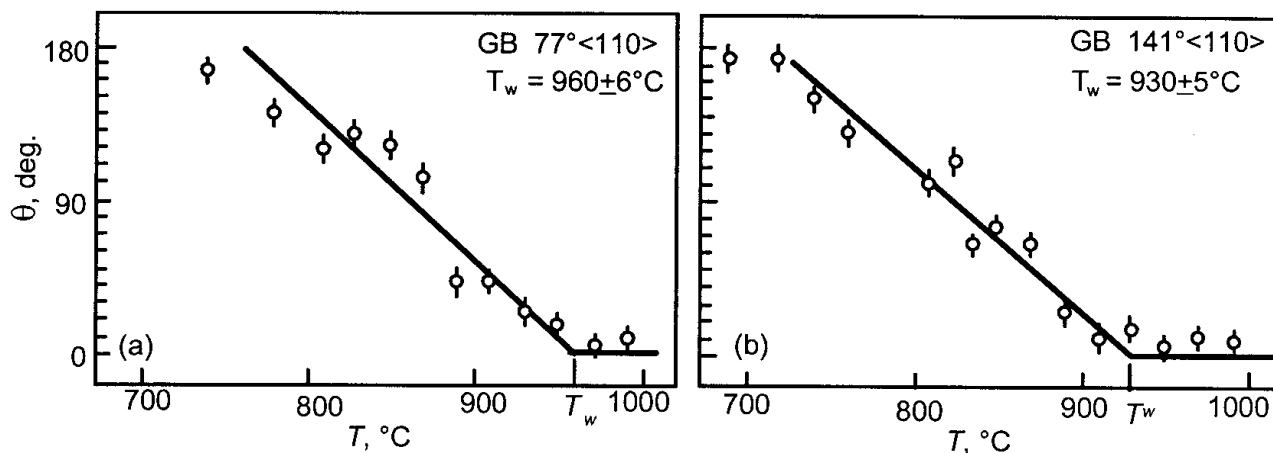 180
90
0
θ, deg.
GB 77°<110>
T_w = 960±6°C
(a)
700
800
900
T_w
1000
T, °C
GB 141°<110>
T_w = 930±5°C
(b)
700
800
900
T^w
1000
T, °C